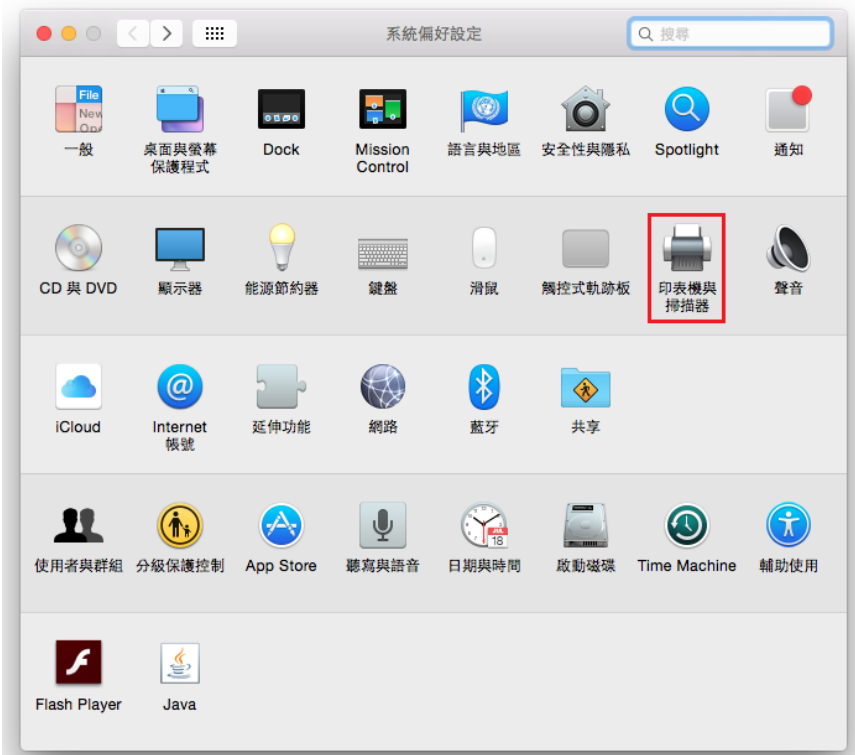 系統偏好設定
搜尋
File
New
Ope
一般
桌面與螢幕
保護程式
Dock
Mission
Control
語言與地區
安全性與隱私
Spotlight
通知
CD 與 DVD
顯示器
能源節約器
鍵盤
滑鼠
觸控式軌跡板
印表機與
掃描器
聲音
iCloud
@
Internet
帳號
延伸功能
網路
藍牙
共享
使用者與群組
分級保護控制
App Store
聽寫與語音
JUL
18
日期與時間
啟動磁碟
Time Machine
輔助使用
Flash Player
Java